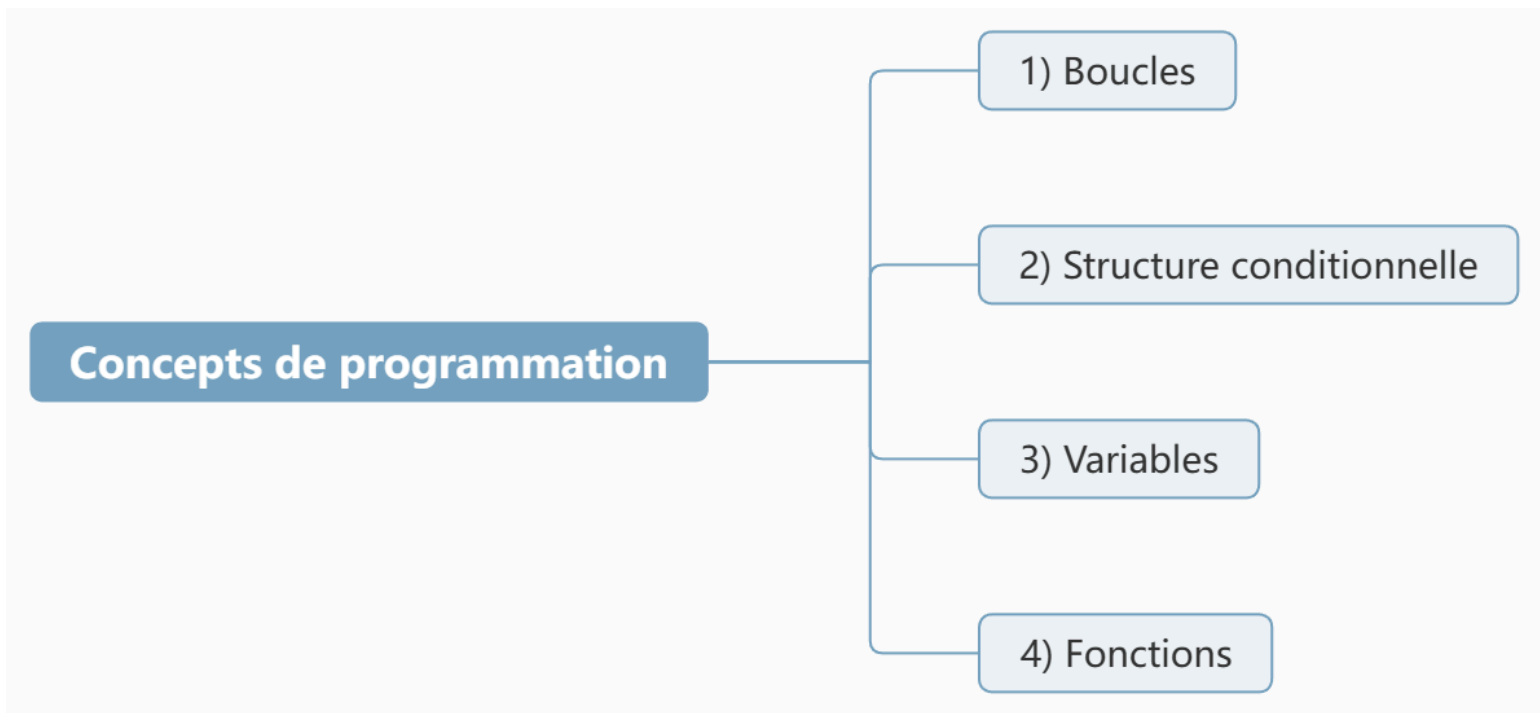 Concepts de programmation
1) Boucles
2) Structure conditionnelle
3) Variables
4) Fonctions